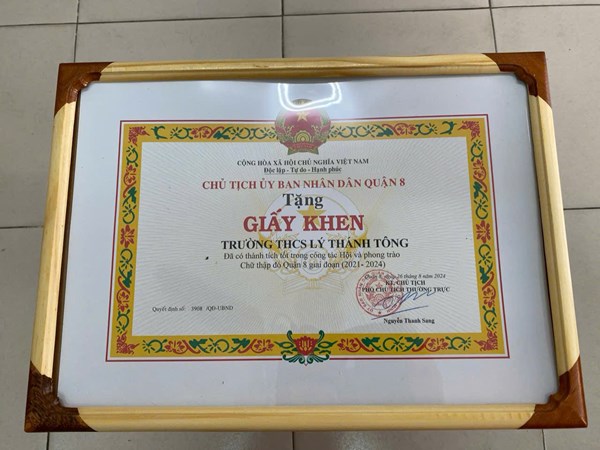 CỘNG HÒA XÃ HỘI CHỦ NGHĨA VIỆT NAM
Độc lập - Tự do - Hạnh phúc
CHỦ TỊCH ỦY BAN NHÂN DÂN QUẬN 8
Tặng
GIẤY KHEN
TRƯỜNG THCS LÝ THÁNH TÔNG
Đã có thành tích tốt trong công tác Hội và phong trào
Chữ thập đỏ Quận 8 giai đoạn (2021- 2024)
Quận 8, ngày 20 tháng 8 năm 2024
KT. CHỦ TỊCH
PHÓ CHỦ TỊCH THƯỜNG TRỰC
Quyết định số: 3908 /QĐ-UBND
Nguyễn Thanh Sang